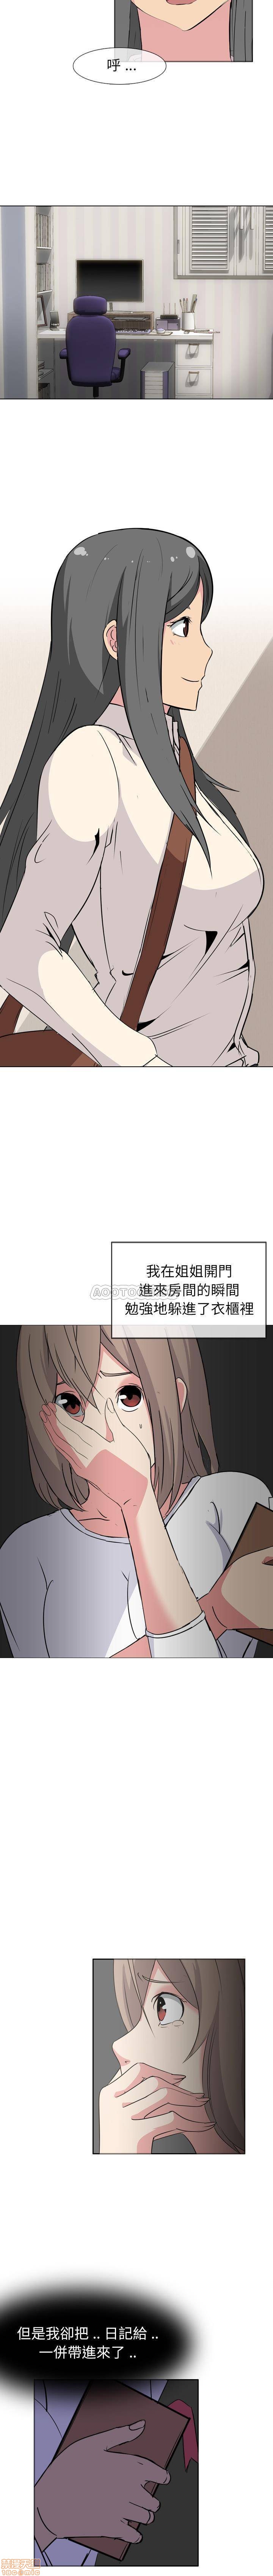 呼 ...
我在姐姐開門
進來房間的瞬間
勉強地躲進了衣櫃裡
但是我卻把 .. 日記給 ..
一併帶進來了 ..